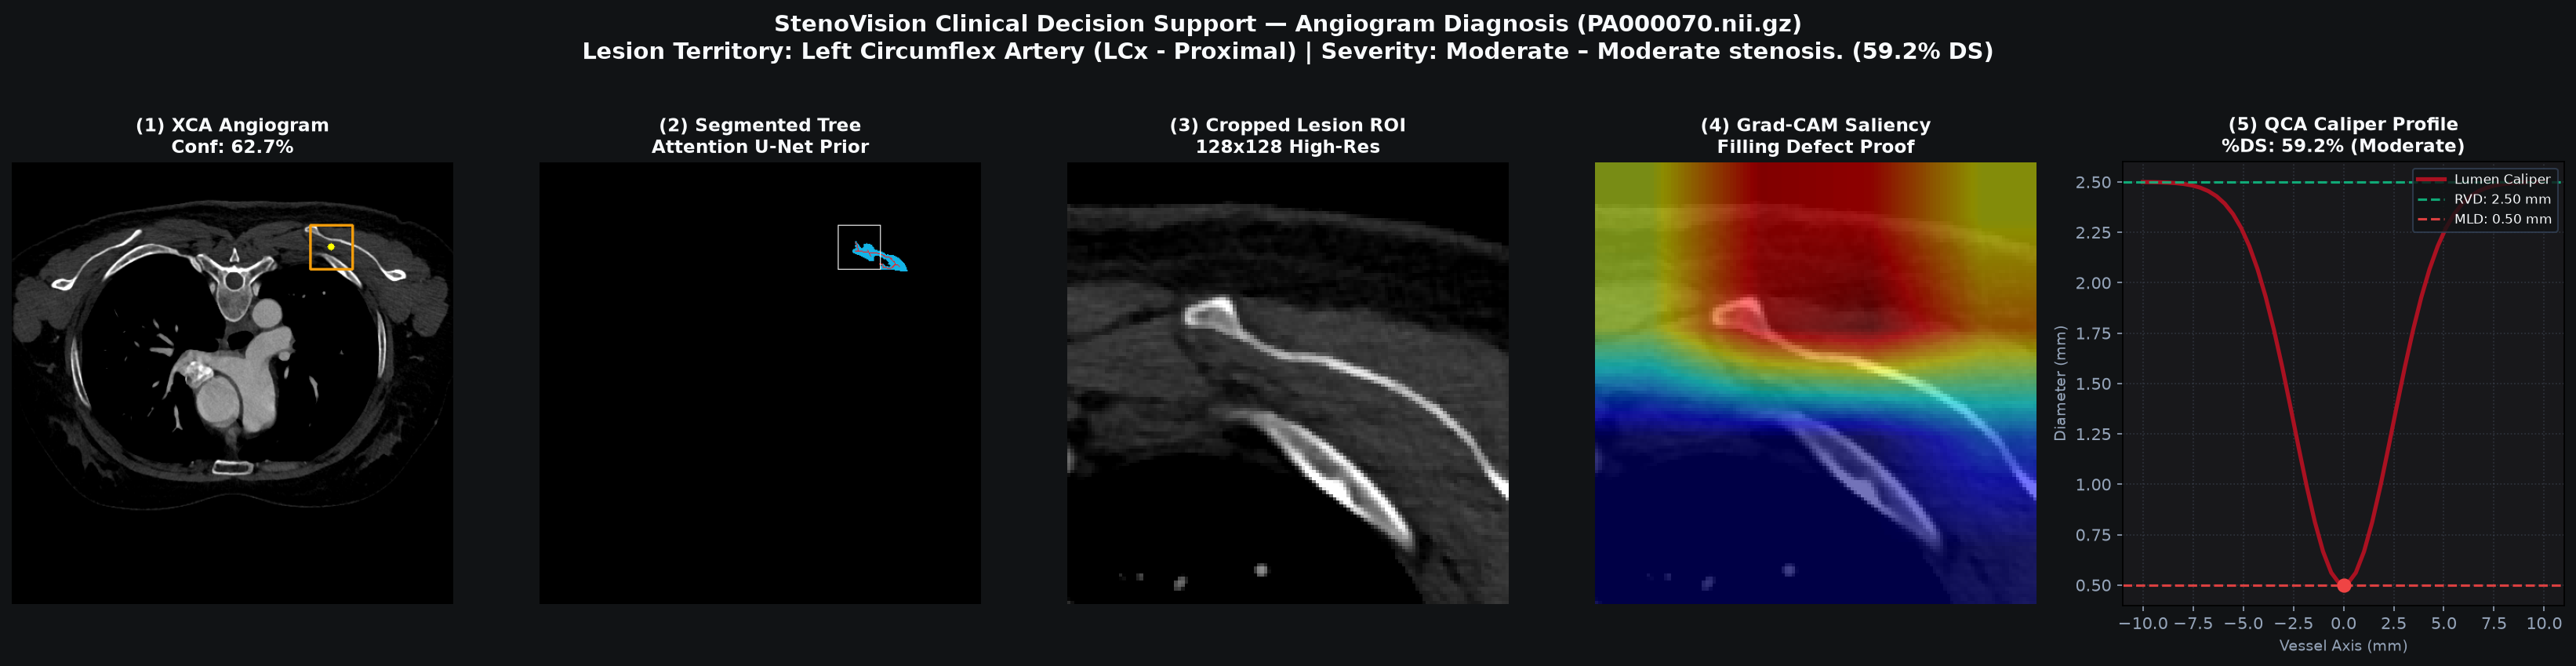 StenoVision Clinical Decision Support — Angiogram Diagnosis (PA000070.nii.gz)
Lesion Territory: Left Circumflex Artery (LCx - Proximal) | Severity: Moderate – Moderate stenosis. (59.2% DS)
(1) XCA Angiogram
Conf: 62.7%
(2) Segmented Tree
Attention U-Net Prior
(3) Cropped Lesion ROI
128x128 High-Res
(4) Grad-CAM Saliency
Filling Defect Proof
(5) QCA Caliper Profile
%DS: 59.2% (Moderate)
Lumen Caliper
RVD: 2.50 mm
MLD: 0.50 mm
Diameter (mm)
2.50
2.25
2.00
1.75
1.50
1.25
1.00
0.75
0.50
−10.0 −7.5 −5.0 −2.5 0.0 2.5 5.0 7.5 10.0
Vessel Axis (mm)